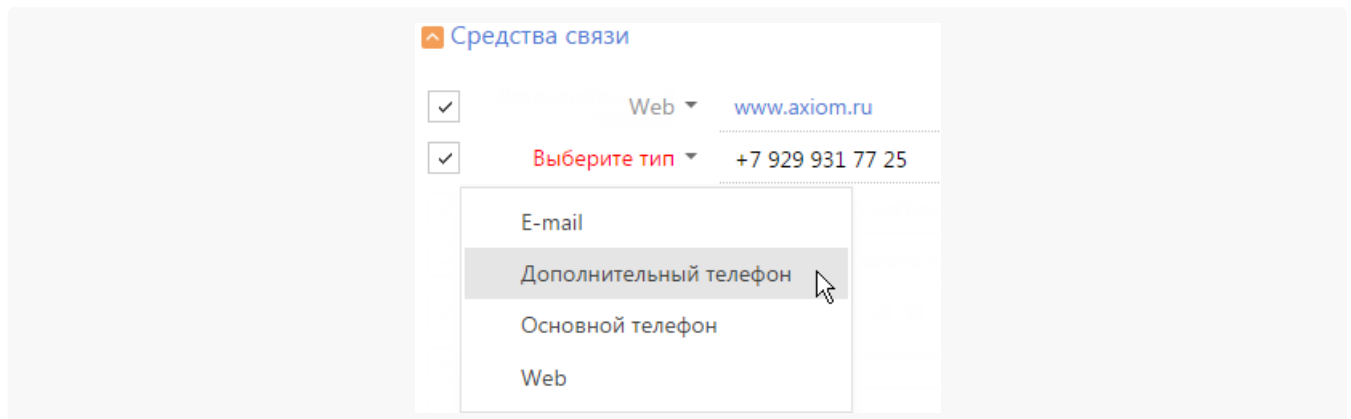 Средства связи
Web www.axiom.ru
Выберите тип +7 929 931 77 25
E-mail
Дополнительный телефон
Основной телефон
Web